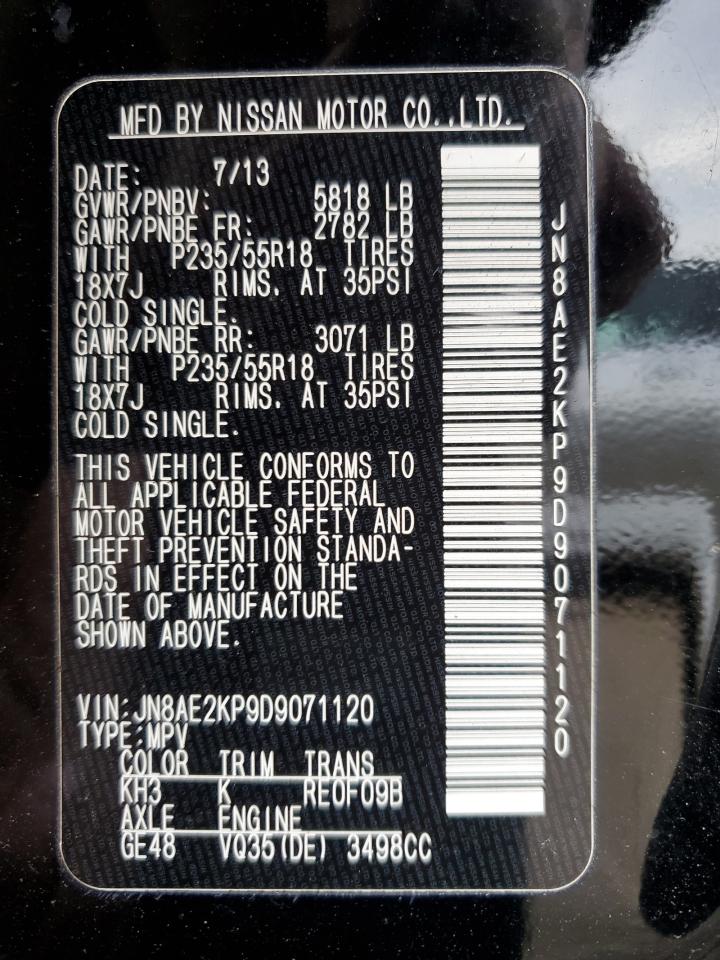 MFD BY NISSAN MOTOR CO.,LTD.
DATE: 7/13
GVWR/PNBV: 5818 LB
GAWR/PNBE FR: 2782 LB
WITH P235/55R18 TIRES
18X7J RIMS. AT 35PSI
COLD SINGLE.
GAWR/PNBE RR: 3071 LB
WITH P235/55R18 TIRES
18X7J RIMS. AT 35PSI
COLD SINGLE.
THIS VEHICLE CONFORMS TO
ALL APPLICABLE FEDERAL
MOTOR VEHICLE SAFETY AND
THEFT PREVENTION STANDA-
RDS IN EFFECT ON THE
DATE OF MANUFACTURE
SHOWN ABOVE.
VIN:JN8AE2KP9D9071120
TYPE:MPV
COLOR TRIM TRANS
KH3 K RE0F09B
AXLE ENGINE
GE48 VQ35(DE) 3498CC
JN8AE2KP9D9071120